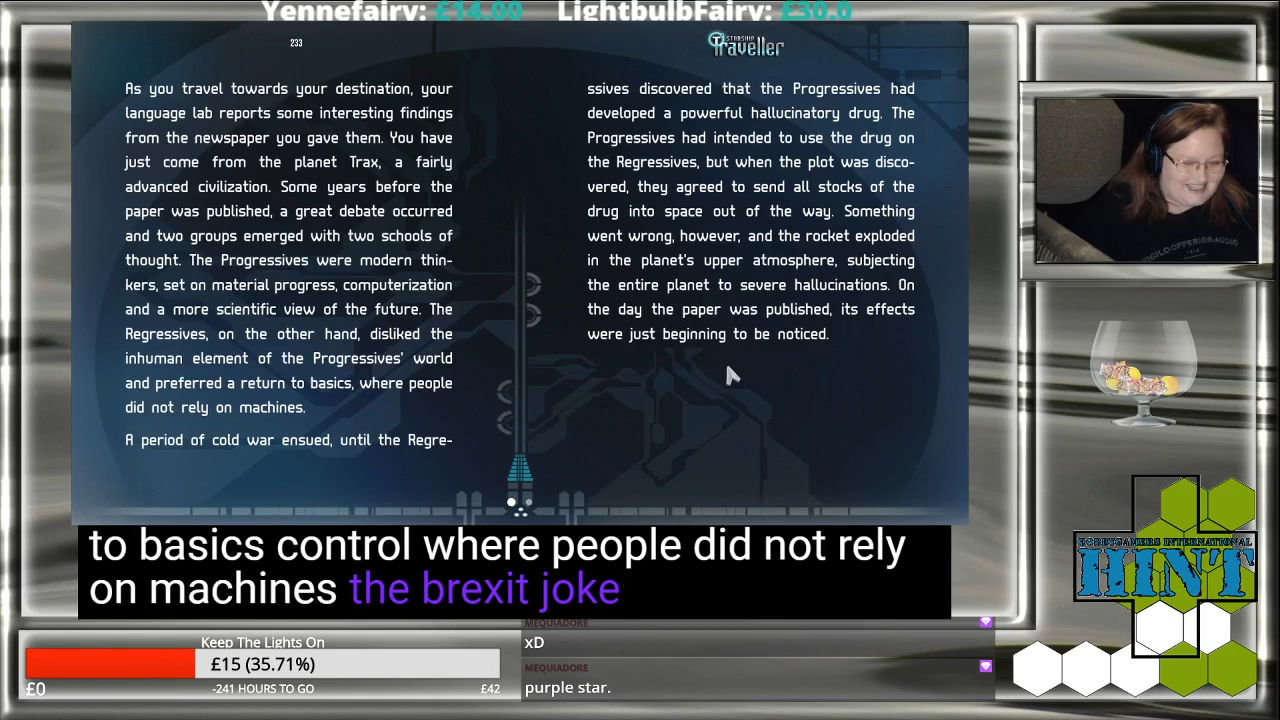 Yennefairy: £14.00 LightbulbFairy: £30.0
233
STARSHIP
Traveller
As you travel towards your destination, your
language lab reports some interesting findings
from the newspaper you gave them. You have
just come from the planet Trax, a fairly
advanced civilization. Some years before the
paper was published, a great debate occurred
and two groups emerged with two schools of
thought. The Progressives were modern thin-
kers, set on material progress, computerization
and a more scientific view of the future. The
Regressives, on the other hand, disliked the
inhuman element of the Progressives' world
and preferred a return to basics, where people
did not rely on machines.
A period of cold war ensued, until the Regre-
ssives discovered that the Progressives had
developed a powerful hallucinatory drug. The
Progressives had intended to use the drug on
the Regressives, but when the plot was disco-
vered, they agreed to send all stocks of the
drug into space out of the way. Something
went wrong, however, and the rocket exploded
in the planet's upper atmosphere, subjecting
the entire planet to severe hallucinations. On
the day the paper was published, its effects
were just beginning to be noticed.
to basics control where people did not rely
on machines the brexit joke
Keep The Lights On
£15 (35.71%)
£0
-241 HOURS TO GO
£42
MEQUIADORE
xD
MEQUIADORE
purple star.
INTERNATIONAL
HINT